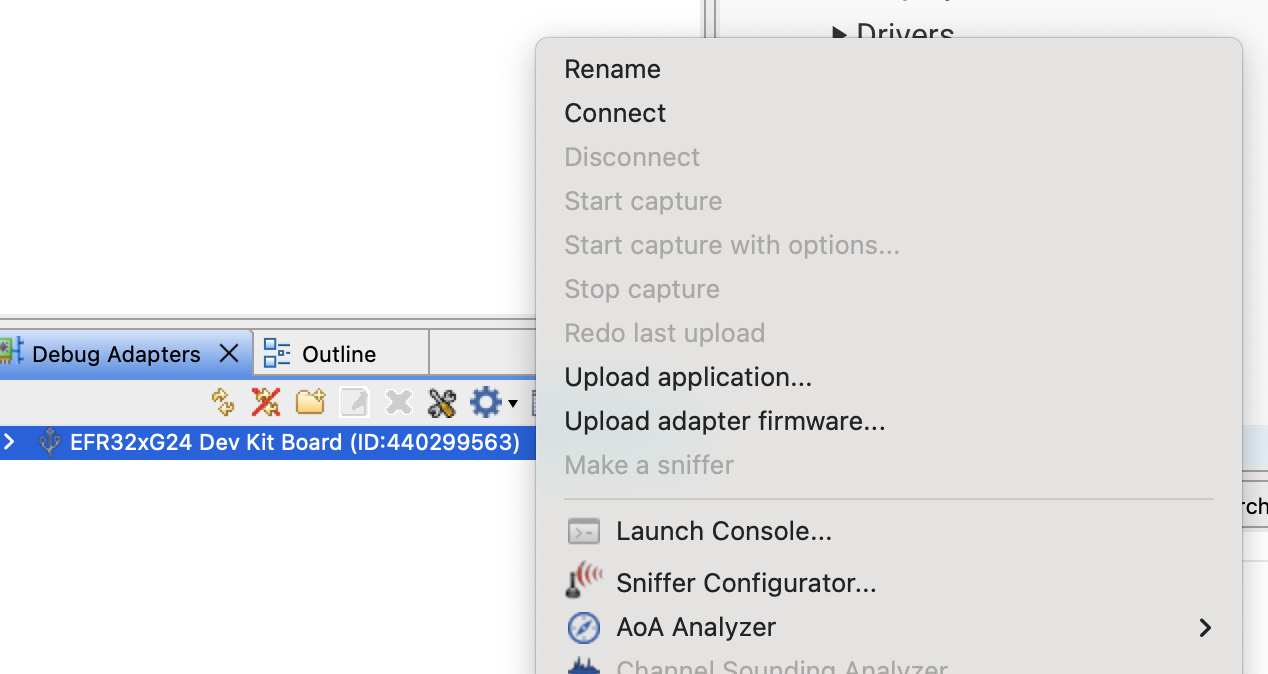 Drivers
Rename
Connect
Disconnect
Start capture
Start capture with options...
Stop capture
Redo last upload
Upload application...
Upload adapter firmware...
Make a sniffer
Launch Console...
Sniffer Configurator...
AoA Analyzer
Channel Sounding Analyzer
Debug Adapters
Outline
EFR32xG24 Dev Kit Board (ID:440299563)
rch